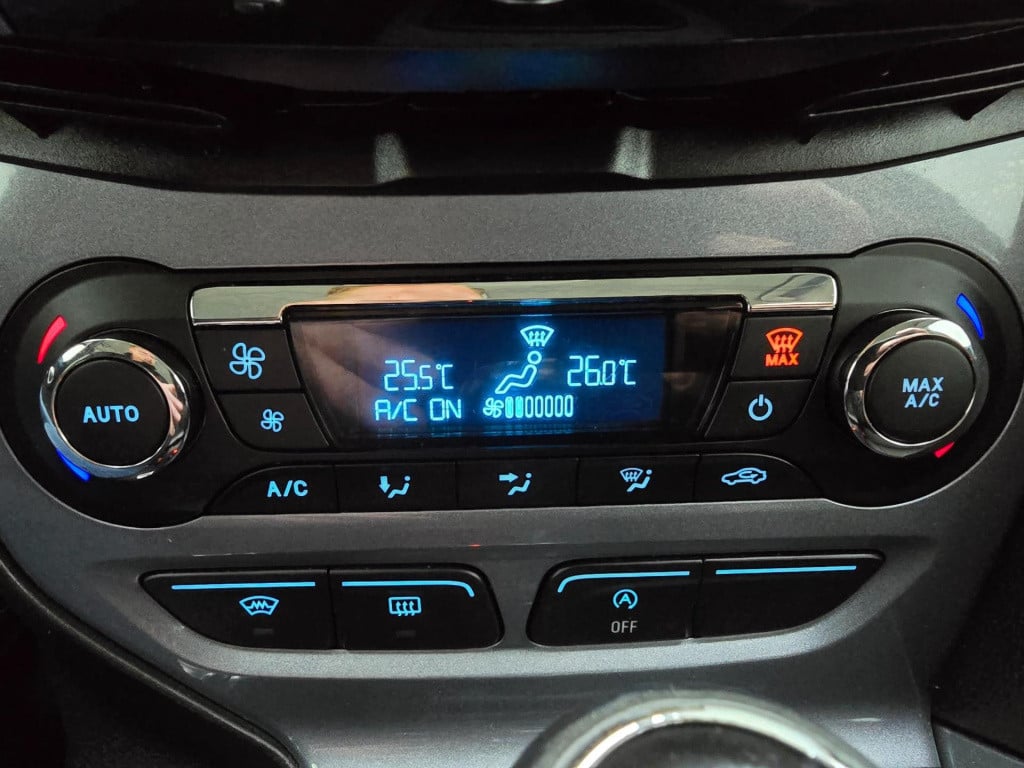 25.5°C
26.0°C
A/C ON
MAX
AUTO
MAX
A/C
A/C
A
OFF